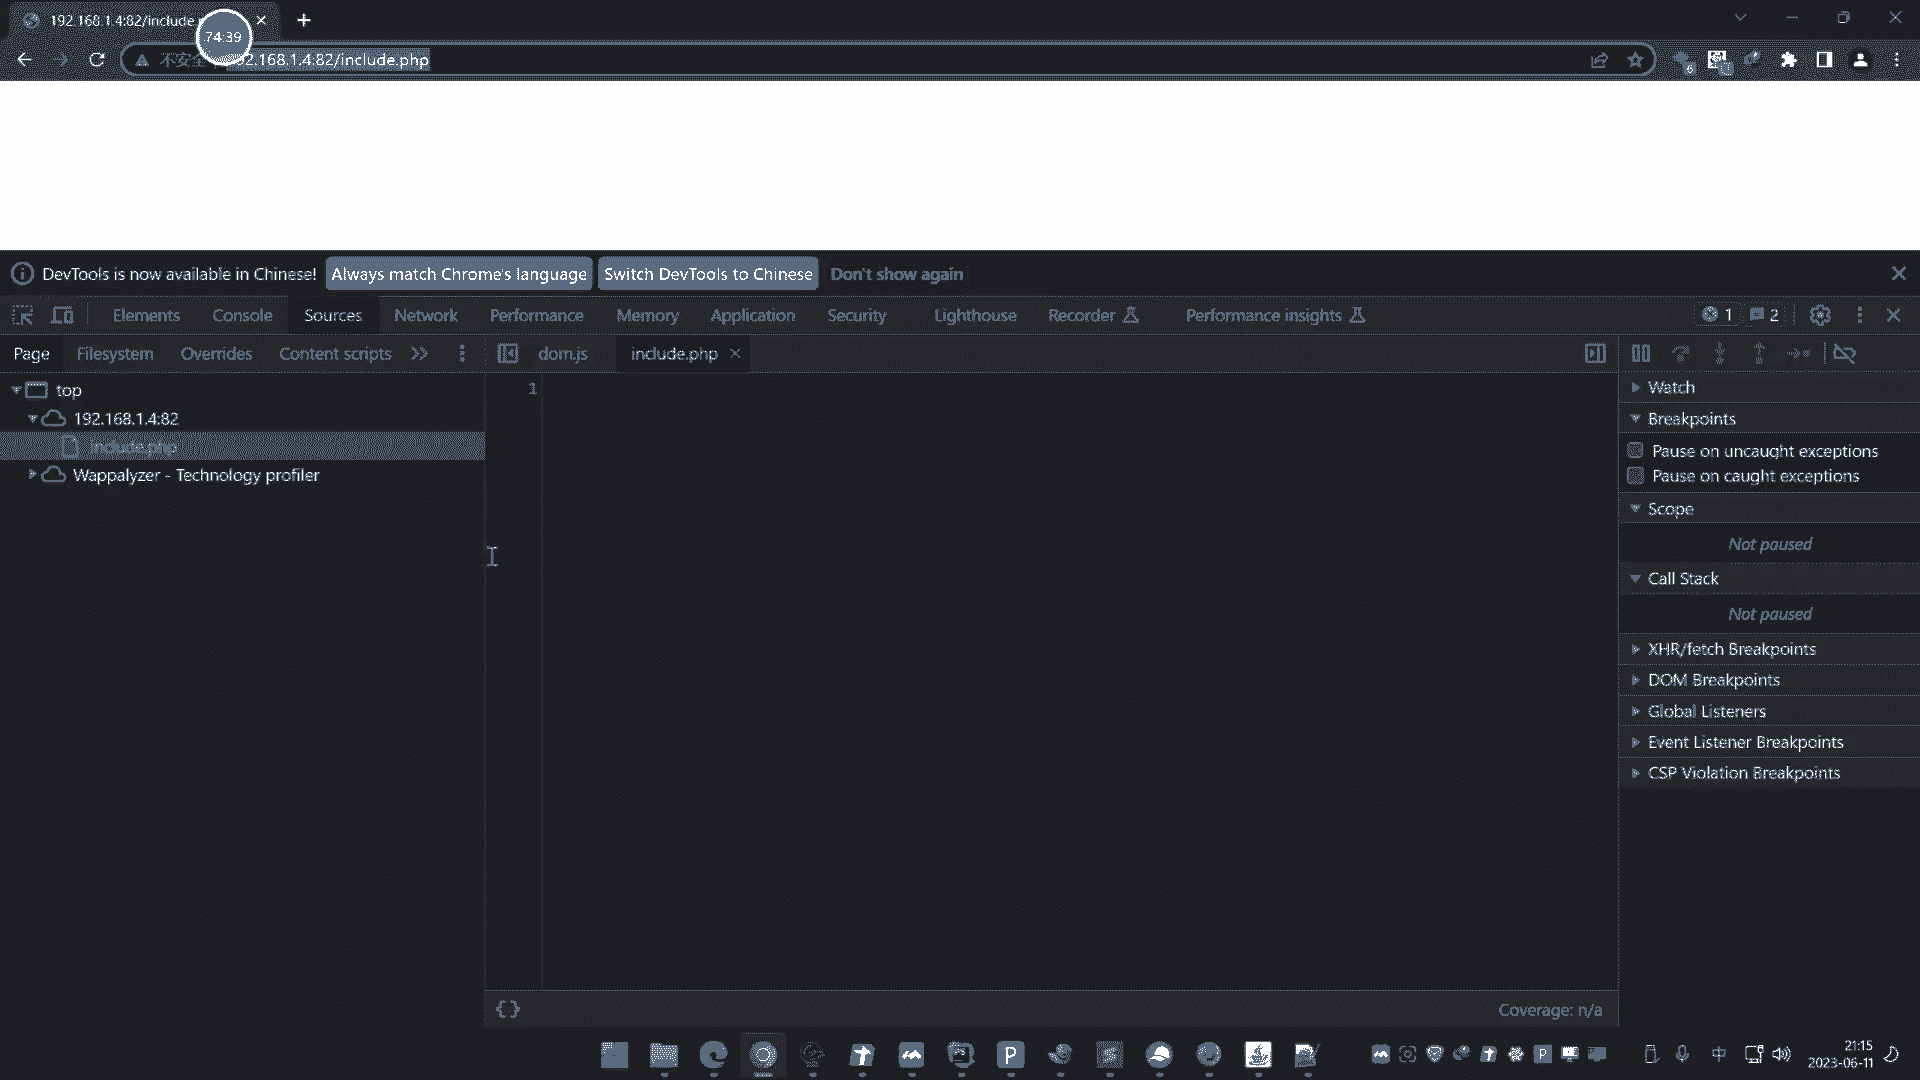 192.168.1.4:82/include.
74:39
不安全
92.168.1.4:82/include.php
6
DevTools is now available in Chinese!
Always match Chrome's language
Switch DevTools to Chinese
Don't show again
Elements
Console
Sources
Network
Performance
Memory
Application
Security
Lighthouse
Recorder
Performance insights
1
2
Page
Filesystem
Overrides
Content scripts
dom.js
include.php
top
192.168.1.4:82
include.php
Wappalyzer - Technology profiler
1
Watch
Breakpoints
Pause on uncaught exceptions
Pause on caught exceptions
Scope
Not paused
Call Stack
Not paused
XHR/fetch Breakpoints
DOM Breakpoints
Global Listeners
Event Listener Breakpoints
CSP Violation Breakpoints
{}
Coverage: n/a
P
P
中
21:15
2023-06-11